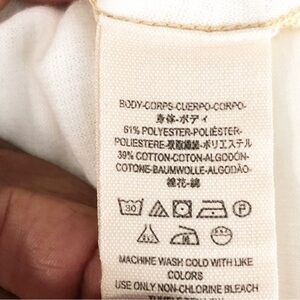 BODY-CORPS-CUERPO-CORPO-
身体-ボディ
61% POLYESTER-POLIÉSTER-
POLIESTERE-聚酯纖維-ポリエステル
39% COTTON-COTON-ALGODÓN-
COTONE-BAUMWOLLE-ALGODÃO-
棉花-綿
30
P
MACHINE WASH COLD WITH LIKE
COLORS
USE ONLY NON-CHLORINE BLEACH